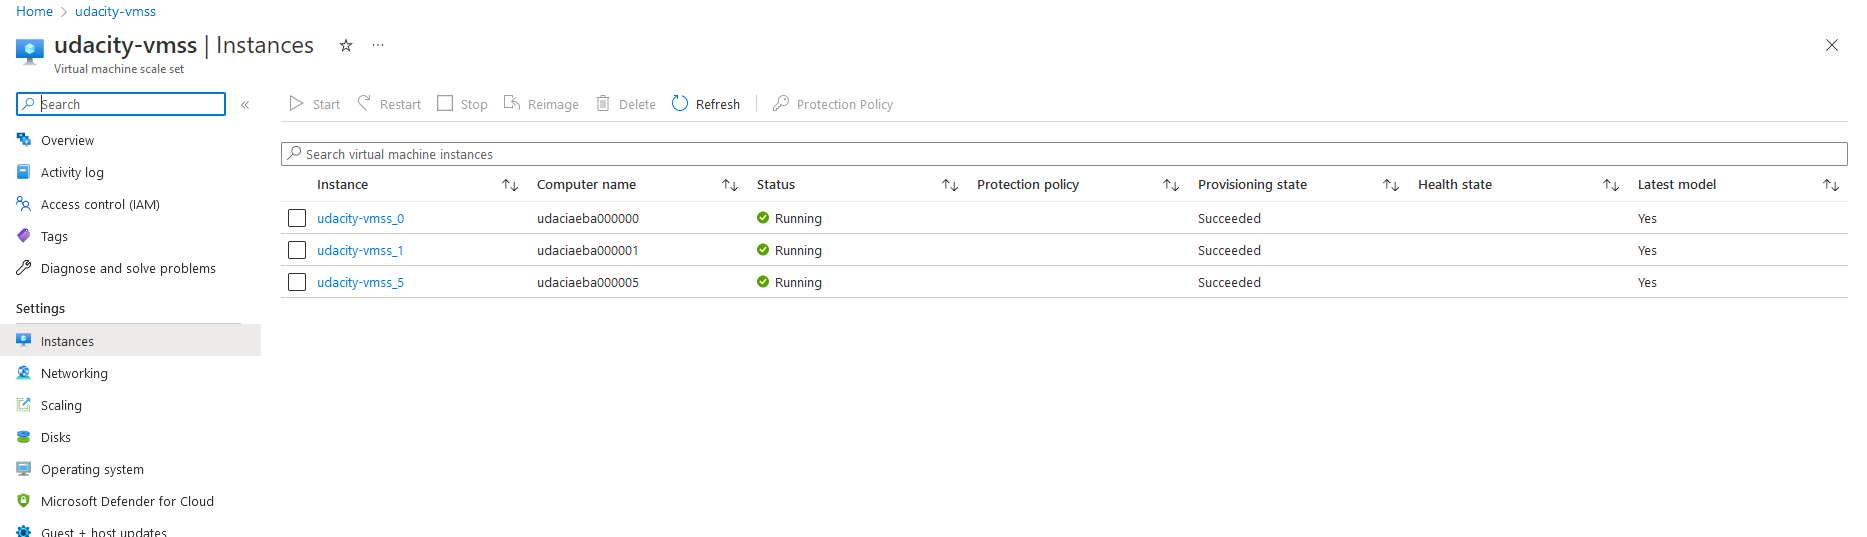 Home > udacity-vmss
udacity-vmss | Instances ☆ ···
Virtual machine scale set
Search «
Overview
Activity log
Access control (IAM)
Tags
Diagnose and solve problems
Settings
Instances
Networking
Scaling
Disks
Operating system
Microsoft Defender for Cloud
Guest + host updates
Start Restart Stop Reimage Delete Refresh Protection Policy
Search virtual machine instances
Instance Computer name Status Protection policy Provisioning state Health state Latest model
udacity-vmss_0 udaciaeba000000 Running Succeeded Yes
udacity-vmss_1 udaciaeba000001 Running Succeeded Yes
udacity-vmss_5 udaciaeba000005 Running Succeeded Yes